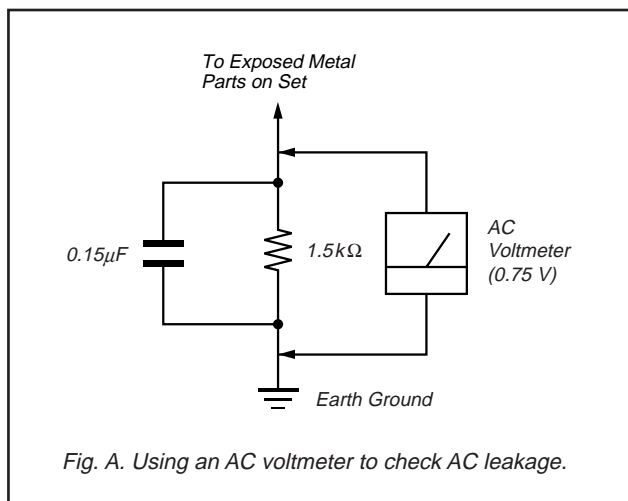 To Exposed Metal
Parts on Set
0.15µF
1.5kΩ
AC
Voltmeter
(0.75 V)
Earth Ground
Fig. A. Using an AC voltmeter to check AC leakage.